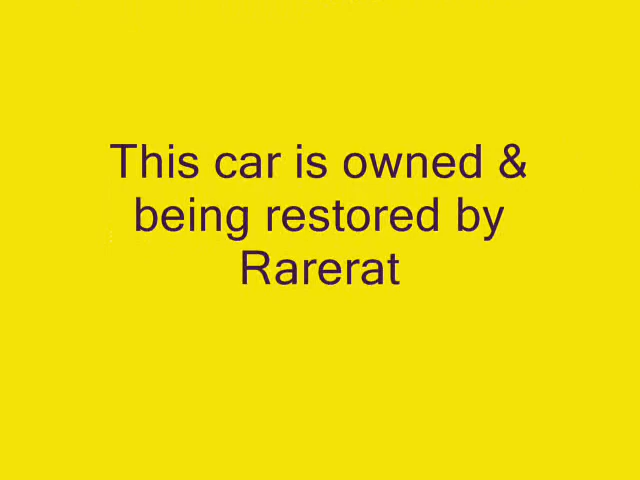 This car is owned &
being restored by
Rarerat